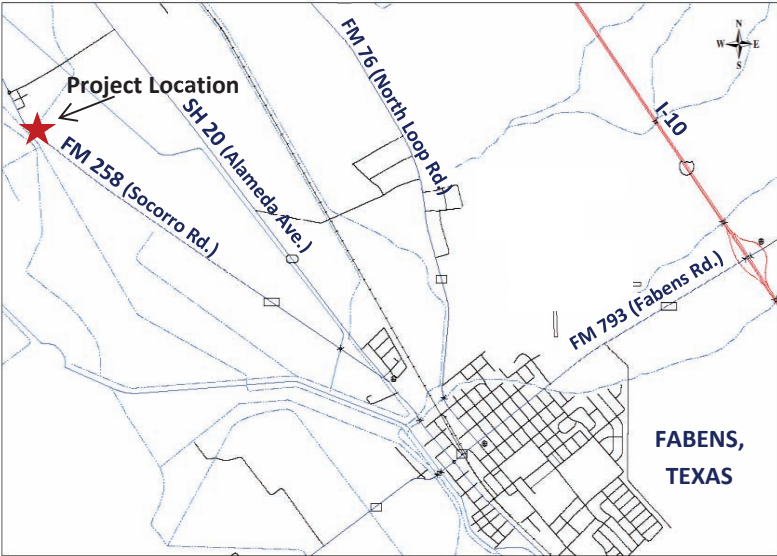 N
W E
S
Project Location
FM 76 (North Loop Rd.)
SH 20 (Alameda Ave.)
I-10
FM 258 (Socorro Rd.)
FM 793 (Fabens Rd.)
FABENS,
TEXAS